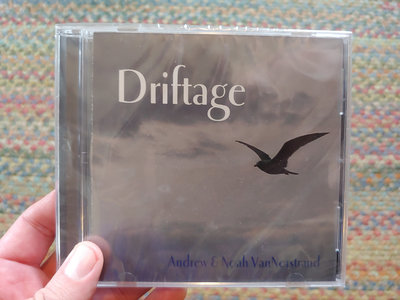 Driftage
Andrew & Noah VanNorstrand